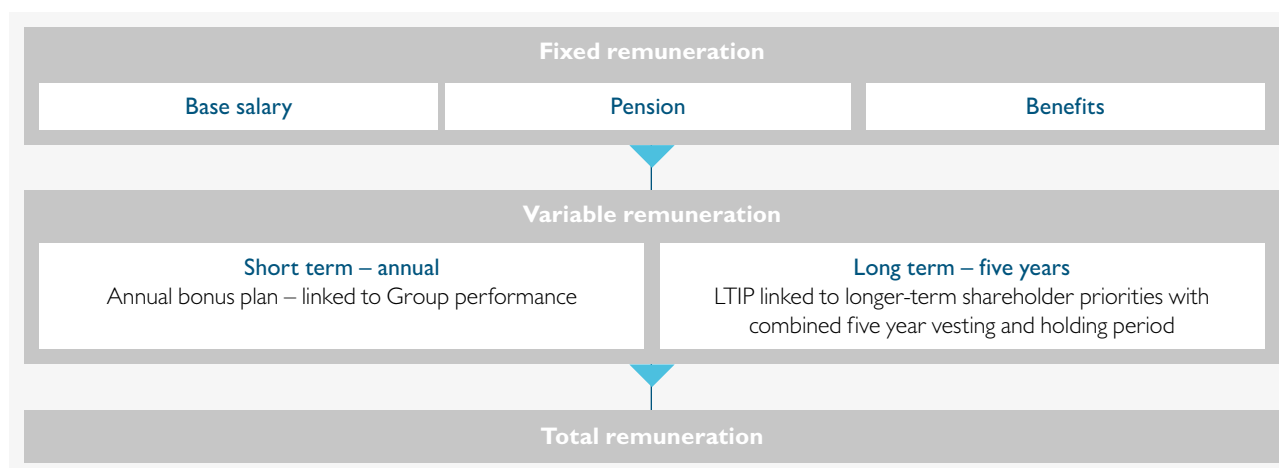 Fixed remuneration
Base salary
Pension
Benefits
Variable remuneration
Short term – annual
Annual bonus plan – linked to Group performance
Long term – five years
LTIP linked to longer-term shareholder priorities with
combined five year vesting and holding period
Total remuneration